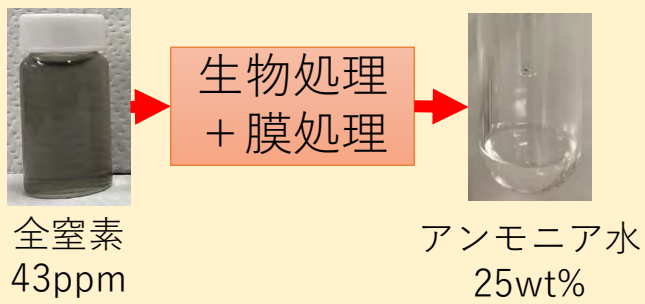 生物処理
＋膜処理
全窒素
43ppm
アンモニア水
25wt%